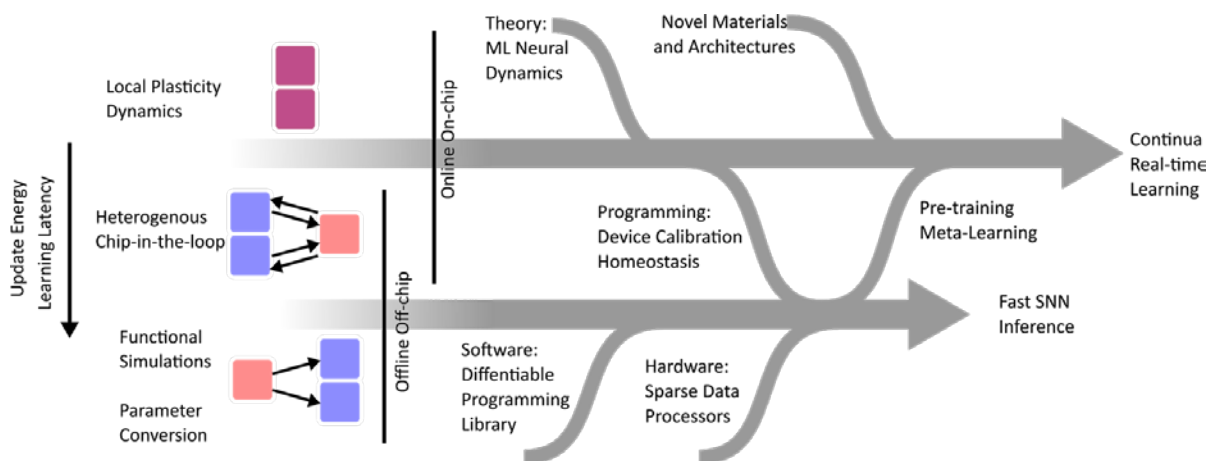 Theory:
ML Neural
Dynamics
Novel Materials
and Architectures
Local Plasticity
Dynamics
Online On-chip
Continua
Real-time
Learning
Update Energy
Learning Latency
Heterogenous
Chip-in-the-loop
Programming:
Device Calibration
Homeostasis
Pre-training
Meta-Learning
Offline Off-chip
Fast SNN
Inference
Functional
Simulations
Parameter
Conversion
Software:
Diffentiable
Programming
Library
Hardware:
Sparse Data
Processors